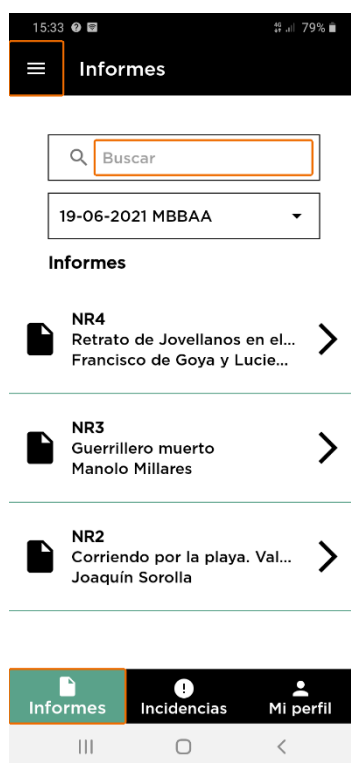 15:33 79%
Informes
Buscar
19-06-2021 MBBAA
Informes
NR4
Retrato de Jovellanos en el...
Francisco de Goya y Lucie...
NR3
Guerrillero muerto
Manolo Millares
NR2
Corriendo por la playa. Val...
Joaquín Sorolla
Informes Incidencias Mi perfil